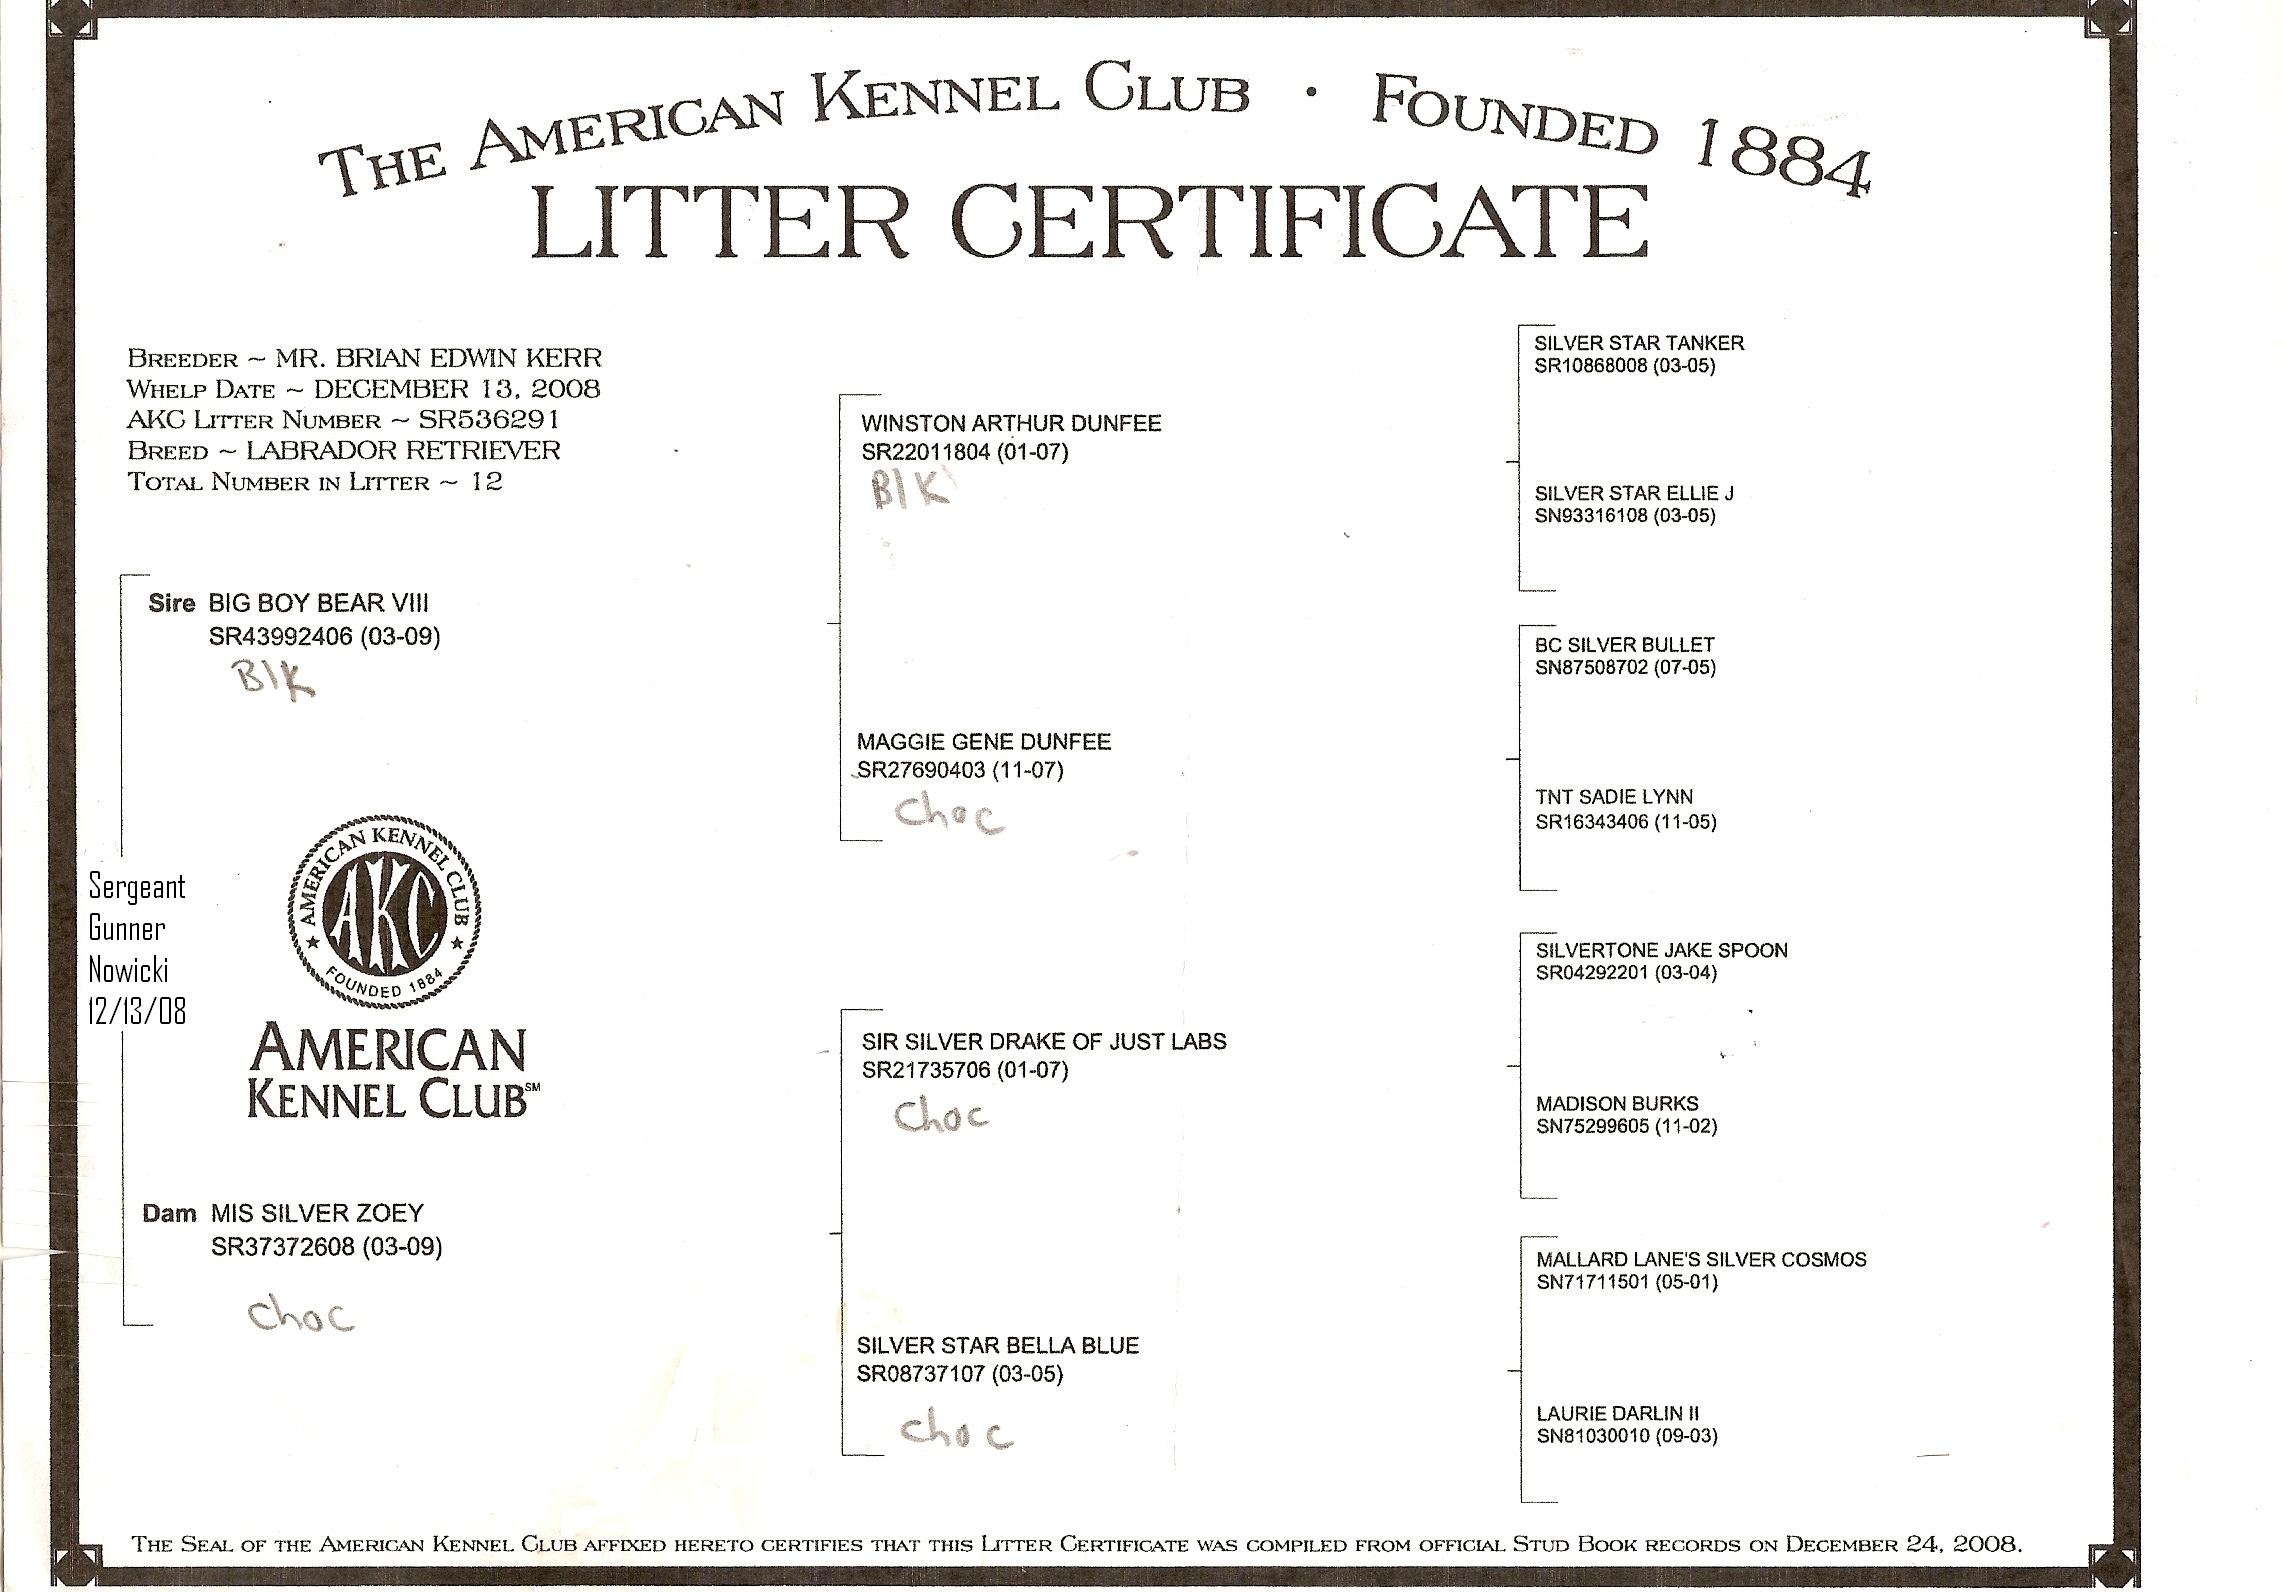 THE AMERICAN KENNEL CLUB · FOUNDED 1884
LITTER CERTIFICATE
BREEDER ~ MR. BRIAN EDWIN KERR
WHELP DATE ~ DECEMBER 13, 2008
AKC LITTER NUMBER ~ SR536291
BREED ~ LABRADOR RETRIEVER
TOTAL NUMBER IN LITTER ~ 12
Sire BIG BOY BEAR VIII
SR43992406 (03-09)
Blk
Sergeant
Gunner
Nowicki
12/13/08
AMERICAN KENNEL CLUB
AKC
FOUNDED 1884
AMERICAN
KENNEL CLUB℠
Dam MIS SILVER ZOEY
SR37372608 (03-09)
Choc
WINSTON ARTHUR DUNFEE
SR22011804 (01-07)
Blk
MAGGIE GENE DUNFEE
SR27690403 (11-07)
Choc
SIR SILVER DRAKE OF JUST LABS
SR21735706 (01-07)
Choc
SILVER STAR BELLA BLUE
SR08737107 (03-05)
Choc
SILVER STAR TANKER
SR10868008 (03-05)
SILVER STAR ELLIE J
SN93316108 (03-05)
BC SILVER BULLET
SN87508702 (07-05)
TNT SADIE LYNN
SR16343406 (11-05)
SILVERTONE JAKE SPOON
SR04292201 (03-04)
MADISON BURKS
SN75299605 (11-02)
MALLARD LANE'S SILVER COSMOS
SN71711501 (05-01)
LAURIE DARLIN II
SN81030010 (09-03)
THE SEAL OF THE AMERICAN KENNEL CLUB AFFIXED HERETO CERTIFIES THAT THIS LITTER CERTIFICATE WAS COMPILED FROM OFFICIAL STUD BOOK RECORDS ON DECEMBER 24, 2008.